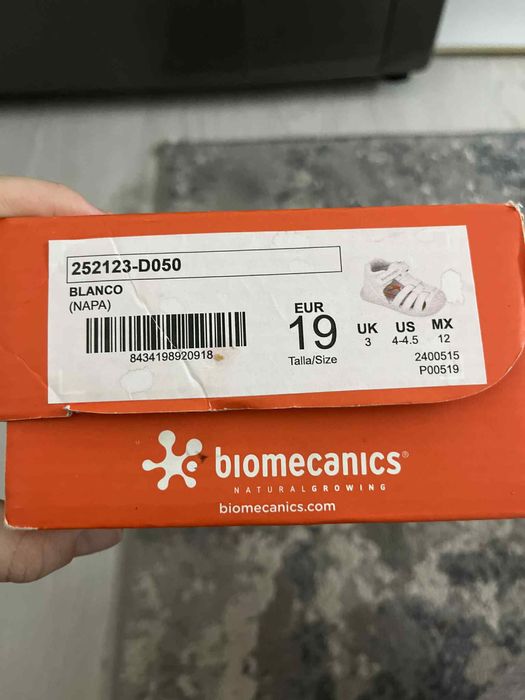 252123-D050
BLANCO
(NAPA)
8434198920918
EUR
19
Talla/Size
UK US MX
3 4-4.5 12
2400515
P00519
biomecanics®
NATURALGROWING
biomecanics.com